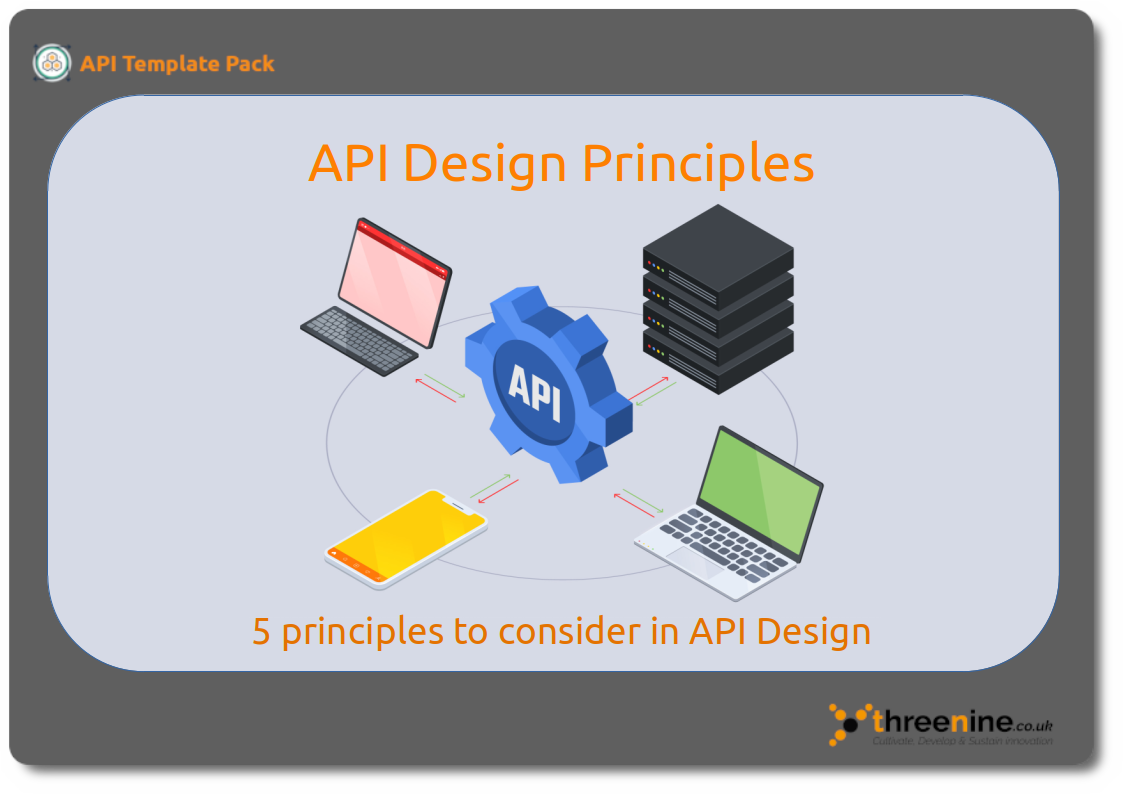 API Template Pack
API Design Principles
API
5 principles to consider in API Design
threenine.co.uk
Cultivate, Develop & Sustain Innovation